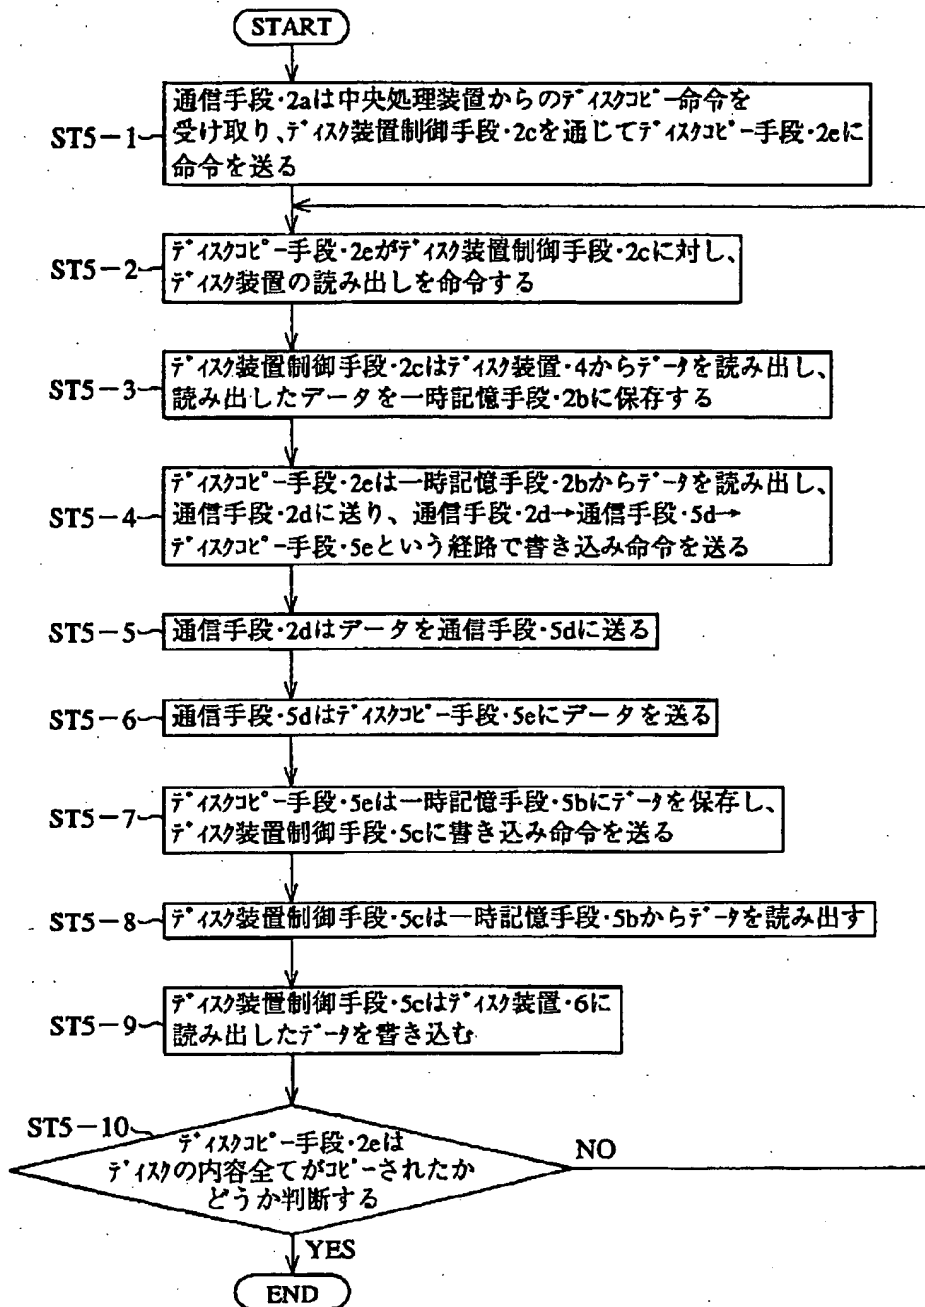 START
ST5-1
通信手段・2aは中央処理装置からのディスクコピー命令を
受け取り、ディスク装置制御手段・2cを通じてディスクコピー手段・2eに
命令を送る
ST5-2
ディスクコピー手段・2eがディスク装置制御手段・2cに対し、
ディスク装置の読み出しを命令する
ST5-3
ディスク装置制御手段・2cはディスク装置・4からデータを読み出し、
読み出したデータを一時記憶手段・2bに保存する
ST5-4
ディスクコピー手段・2eは一時記憶手段・2bからデータを読み出し、
通信手段・2dに送り、通信手段・2d→通信手段・5d→
ディスクコピー手段・5eという経路で書き込み命令を送る
ST5-5
通信手段・2dはデータを通信手段・5dに送る
ST5-6
通信手段・5dはディスクコピー手段・5eにデータを送る
ST5-7
ディスクコピー手段・5eは一時記憶手段・5bにデータを保存し、
ディスク装置制御手段・5cに書き込み命令を送る
ST5-8
ディスク装置制御手段・5cは一時記憶手段・5bからデータを読み出す
ST5-9
ディスク装置制御手段・5cはディスク装置・6に
読み出したデータを書き込む
ST5-10
ディスクコピー手段・2eは
ディスクの内容全てがコピーされたか
どうか判断する
NO
YES
END